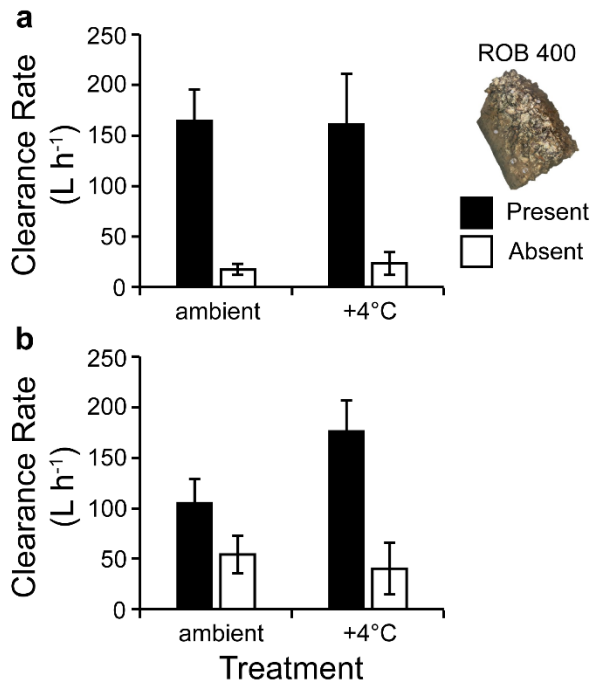 a
Clearance Rate
(L h-1)
250
200
150
100
50
0
ambient +4°C
ROB 400
Present
Absent
b
Clearance Rate
(L h-1)
250
200
150
100
50
0
ambient +4°C
Treatment